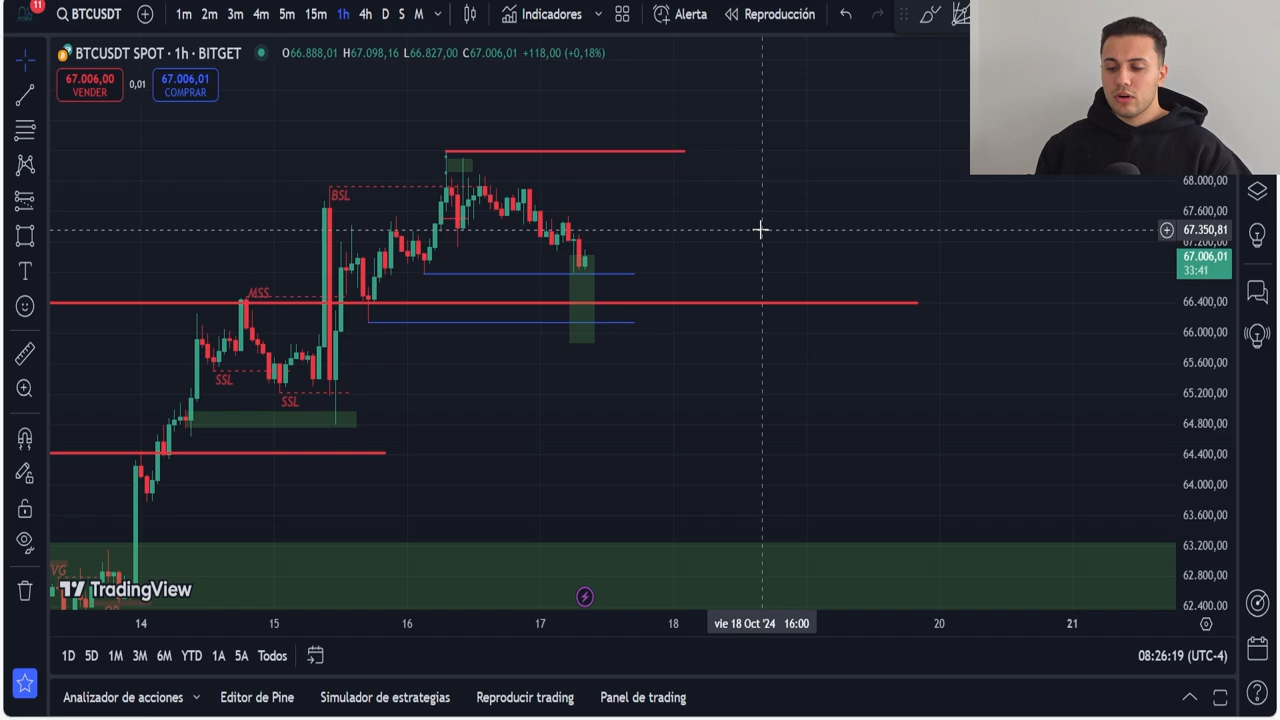 11
BTCUSDT
1m 2m 3m 4m 5m 15m 1h 4h D S M
Indicadores
Alerta
Reproducción
BTCUSDT SPOT · 1h · BITGET
O66.888,01 H67.098,16 L66.827,00 C67.006,01 +118,00 (+0,18%)
67.006,00
VENDER
0,01
67.006,01
COMPRAR
68.000,00
BSL
67.600,00
67.350,81
67.200,00
67.006,01
33:41
MSS
66.400,00
66.000,00
65.600,00
SSL
65.200,00
SSL
64.800,00
64.400,00
64.000,00
63.600,00
63.200,00
VG
62.800,00
TradingView
62.400,00
14 15 16 17 18
vie 18 Oct '24 16:00
20 21
1D 5D 1M 3M 6M YTD 1A 5A Todos
08:26:19 (UTC-4)
Analizador de acciones
Editor de Pine
Simulador de estrategias
Reproducir trading
Panel de trading